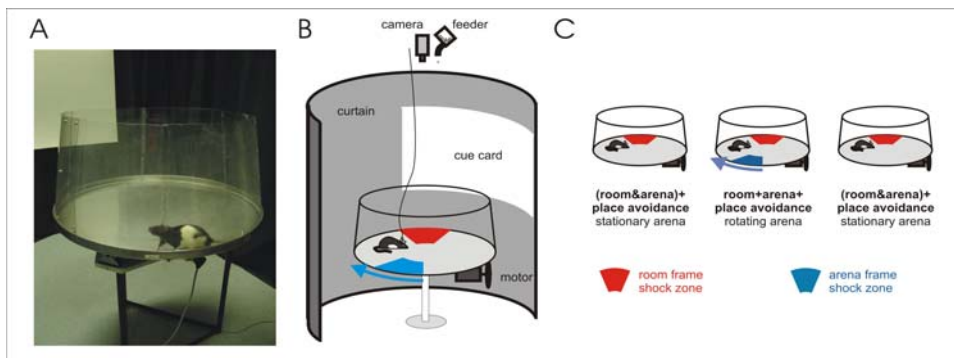 A
B
camera
feeder
curtain
cue card
motor
C
(room&arena)+
place avoidance
stationary arena
room+arena+
place avoidance
rotating arena
(room&arena)+
place avoidance
stationary arena
room frame
shock zone
arena frame
shock zone